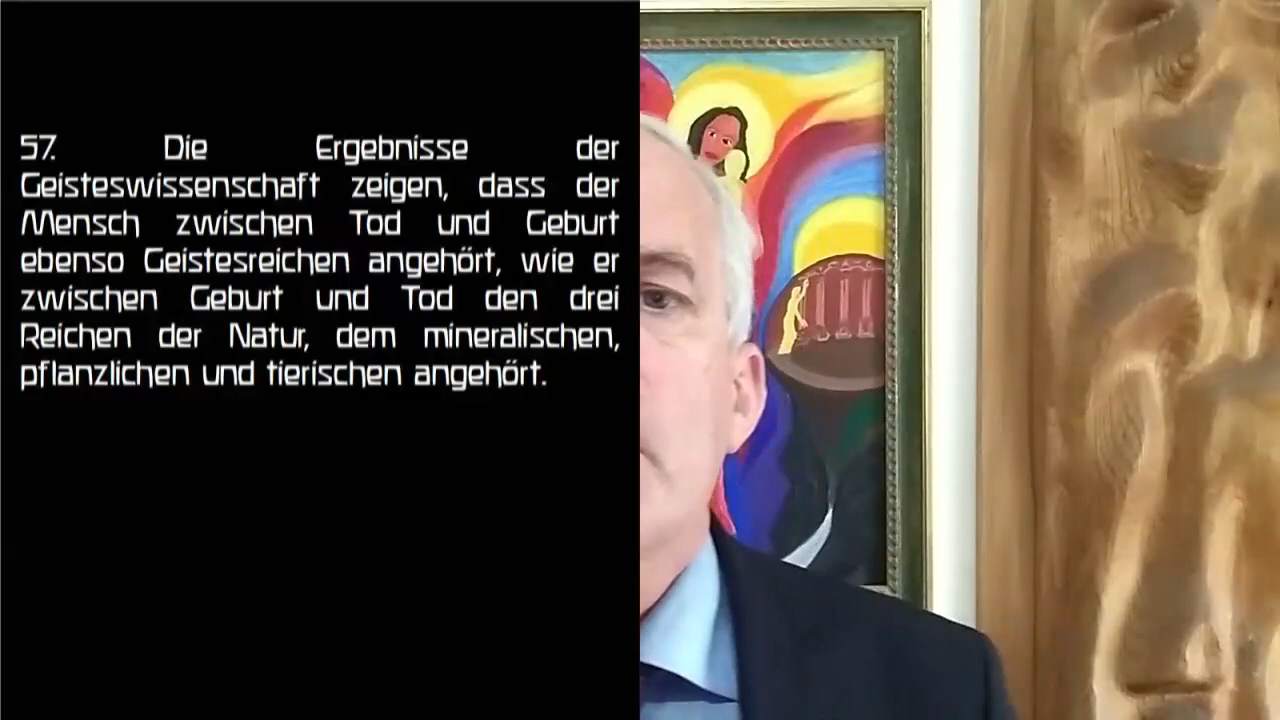 57. Die Ergebnisse der
Geisteswissenschaft zeigen, dass der
Mensch zwischen Tod und Geburt
ebenso Geistesreichen angehört, wie er
zwischen Geburt und Tod den drei
Reichen der Natur, dem mineralischen,
pflanzlichen und tierischen angehört.